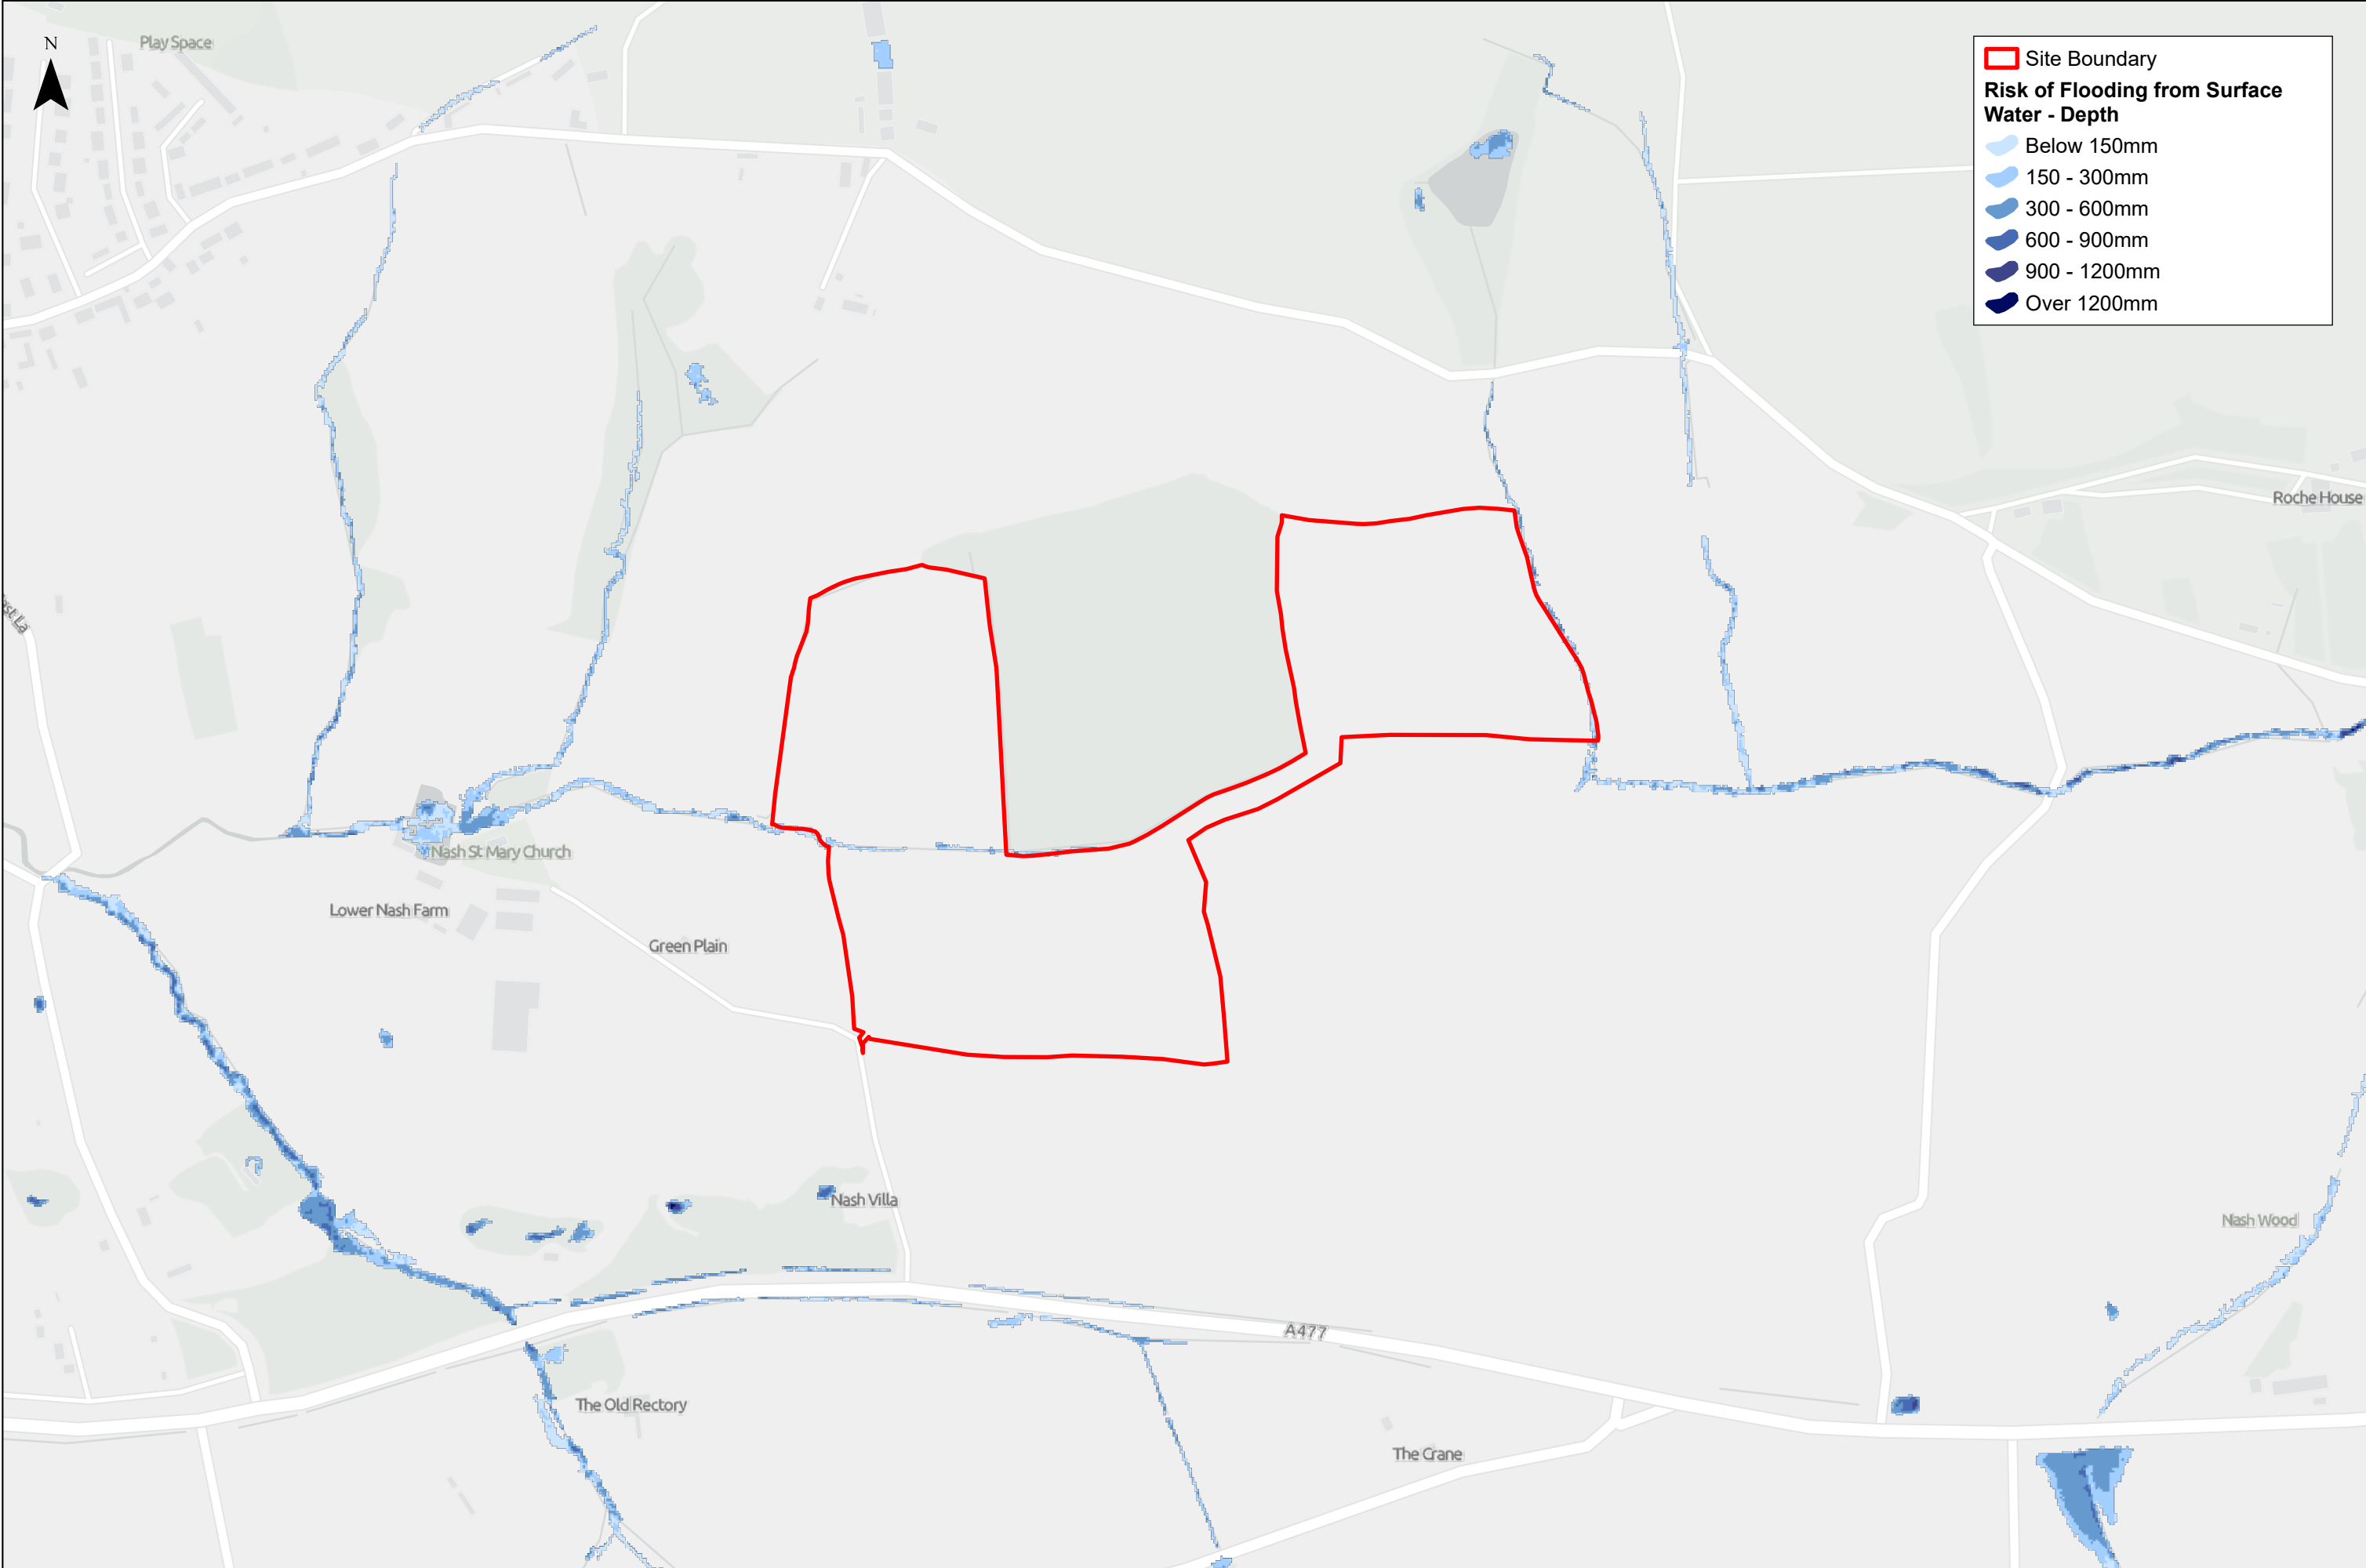 N
Play Space
Site Boundary
Risk of Flooding from Surface
Water - Depth
Below 150mm
150 - 300mm
300 - 600mm
600 - 900mm
900 - 1200mm
Over 1200mm
Roche House
Nash St Mary Church
Lower Nash Farm
Green Plain
Nash Villa
Nash Wood
A477
The Old Rectory
The Crane